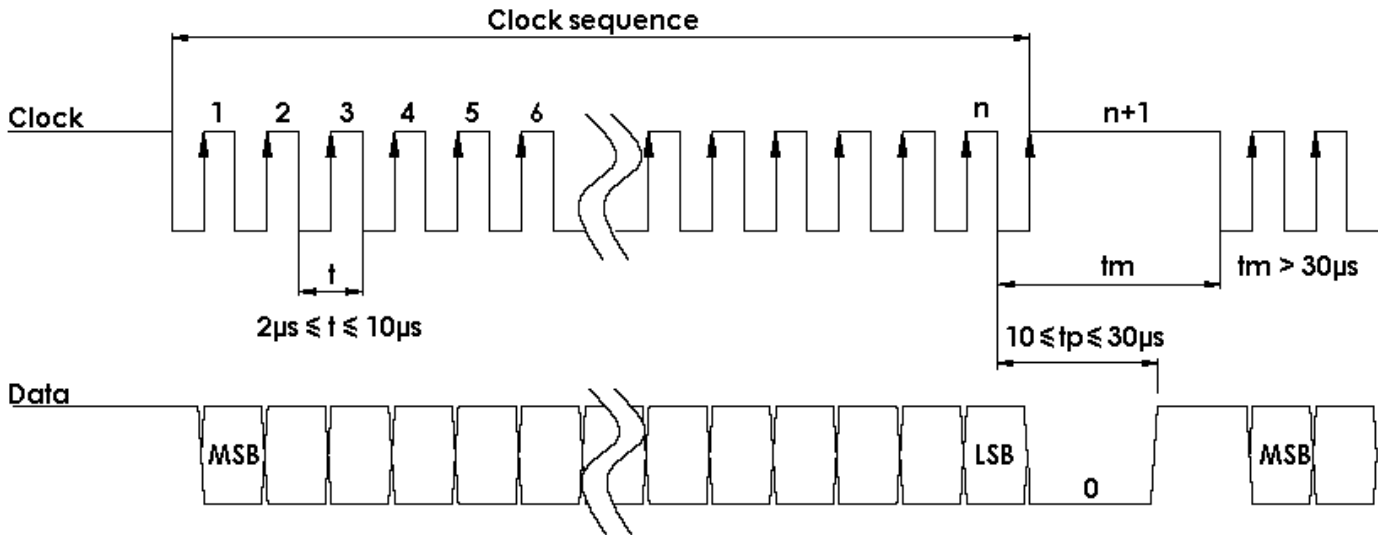 Clock sequence
1 2 3 4 5 6 n n+1
Clock
t tm tm > 30µs
2µs ⩽ t ⩽ 10µs
10 ⩽ tp ⩽ 30µs
Data
MSB LSB MSB
0